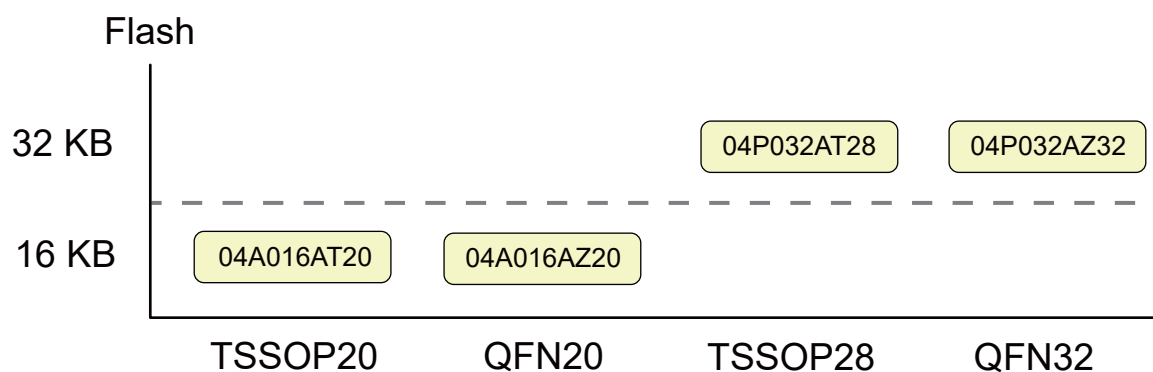 Flash
32 KB
04P032AT28
04P032AZ32
16 KB
04A016AT20
04A016AZ20
TSSOP20
QFN20
TSSOP28
QFN32